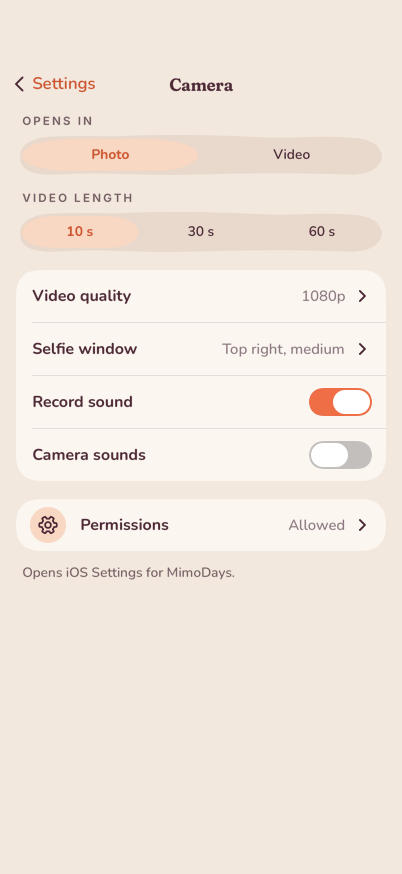 Settings
Camera
OPENS IN
Photo
Video
VIDEO LENGTH
10 s
30 s
60 s
Video quality
1080p
Selfie window
Top right, medium
Record sound
Camera sounds
Permissions
Allowed
Opens iOS Settings for MimoDays.